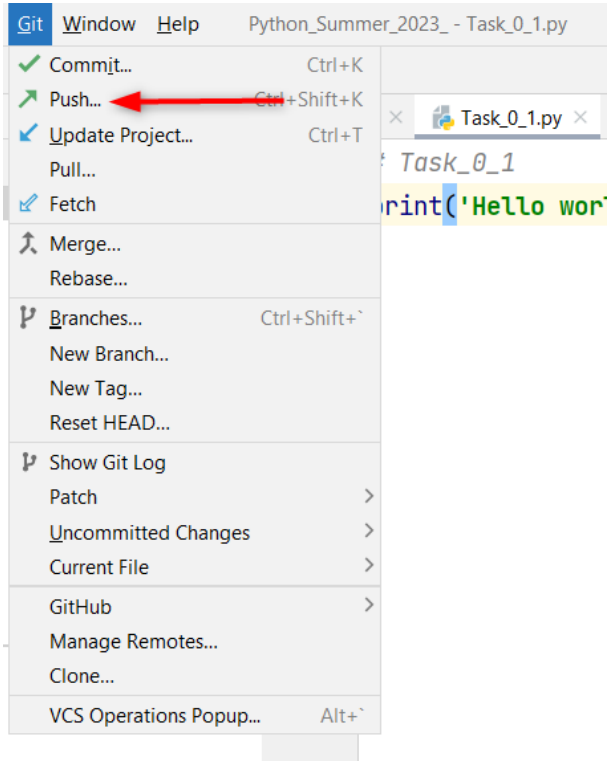 Git Window Help Python_Summer_2023_ - Task_0_1.py
Commit... Ctrl+K
Push... Ctrl+Shift+K
Update Project... Ctrl+T
Task_0_1.py
Pull...
# Task_0_1
Fetch
print('Hello worl
Merge...
Rebase...
Branches... Ctrl+Shift+`
New Branch...
New Tag...
Reset HEAD...
Show Git Log
Patch
Uncommitted Changes
Current File
GitHub
Manage Remotes...
Clone...
VCS Operations Popup... Alt+`